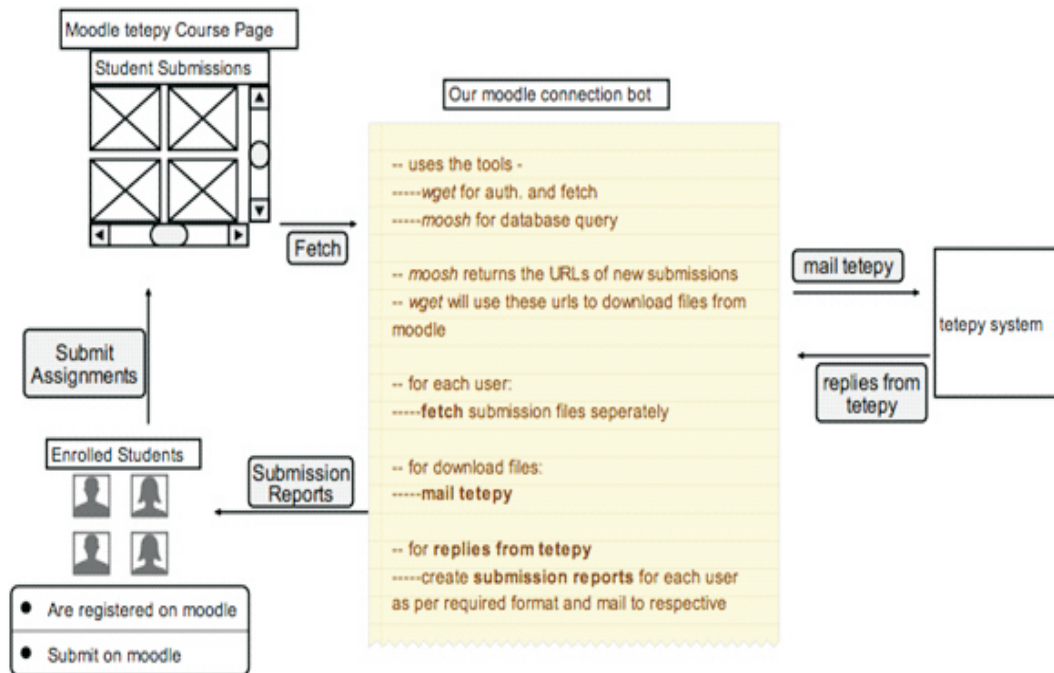 Moodle tetepy Course Page
Student Submissions
Our moodle connection bot
-- uses the tools -
-----wget for auth. and fetch
-----moosh for database query
-- moosh returns the URLs of new submissions
-- wget will use these urls to download files from
moodle
-- for each user:
-----fetch submission files seperately
-- for download files:
-----mail tetepy
-- for replies from tetepy
-----create submission reports for each user
as per required format and mail to respective
Fetch
mail tetepy
tetepy system
replies from
tetepy
Submit
Assignments
Enrolled Students
Submission
Reports
Are registered on moodle
Submit on moodle